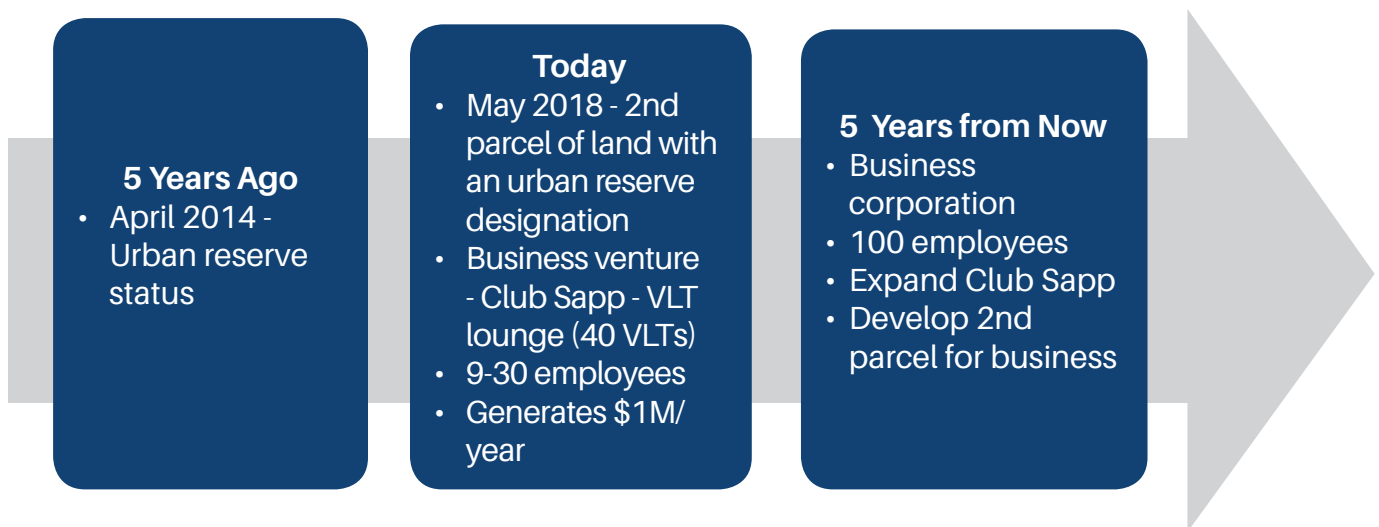 5 Years Ago
• April 2014 -
Urban reserve
status
Today
• May 2018 - 2nd
parcel of land with
an urban reserve
designation
• Business venture
- Club Sapp - VLT
lounge (40 VLTs)
• 9-30 employees
• Generates $1M/
year
5 Years from Now
• Business
corporation
• 100 employees
• Expand Club Sapp
• Develop 2nd
parcel for business